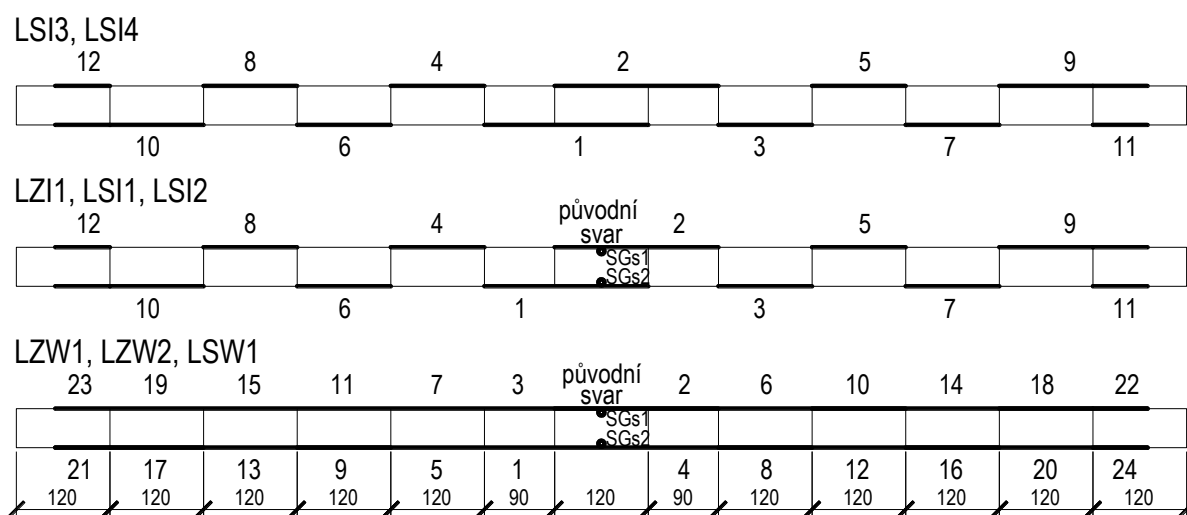 LSI3, LSI4
12 8 4 2 5 9
10 6 1 3 7 11
LZI1, LSI1, LSI2
12 8 4 původní svar 2 5 9
SGs1
SGs2
10 6 1 3 7 11
LZW1, LZW2, LSW1
23 19 15 11 7 3 původní svar 2 6 10 14 18 22
SGs1
SGs2
21 17 13 9 5 1 4 8 12 16 20 24
120 120 120 120 120 90 120 90 120 120 120 120 120